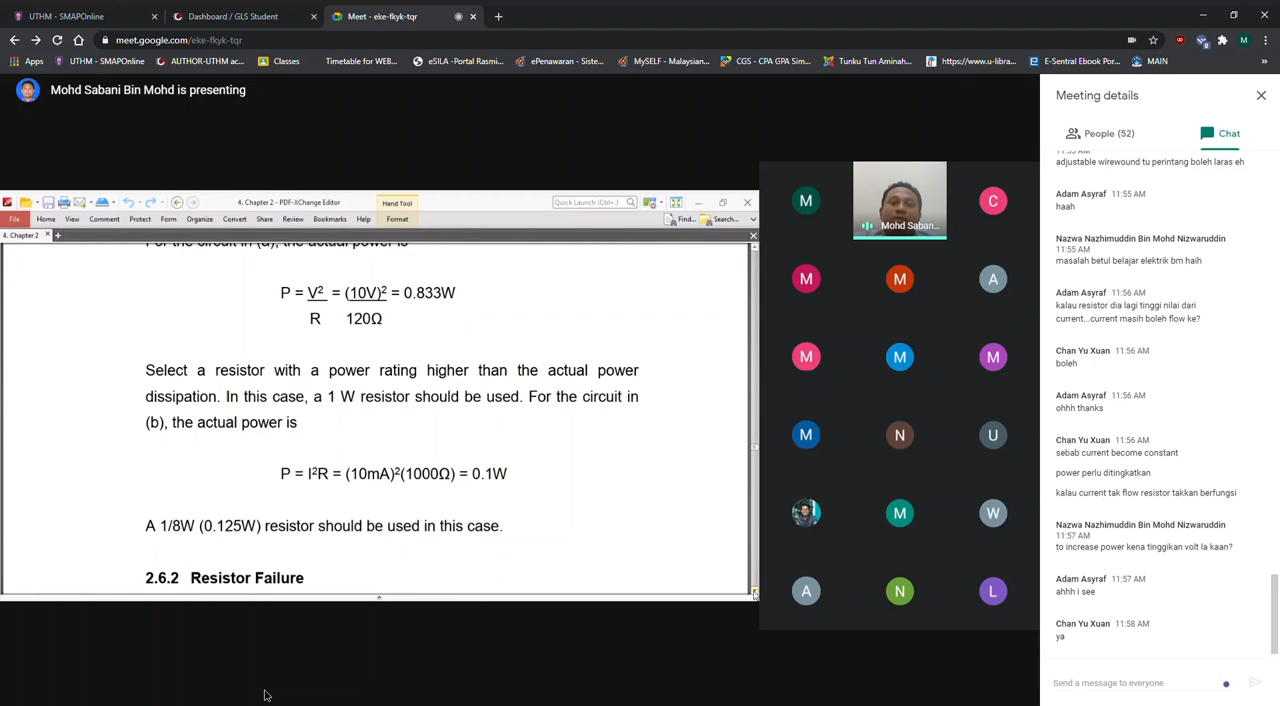 UTHM - SMAPOnline
Dashboard / GLS Student
Meet - eke-fkyk-tqr
meet.google.com/eke-fkyk-tqr
Apps
UTHM - SMAPOnline
AUTHOR-UTHM ac...
Classes
Timetable for WEB...
eSILA -Portal Rasmi...
ePenawaran - Siste...
MySELF - Malaysian...
CGS - CPA GPA Sim...
Tunku Tun Aminah...
https://www.u-libra...
E-Sentral Ebook Por...
MAIN
»
Mohd Sabani Bin Mohd is presenting
4. Chapter 2 - PDF-XChange Editor
Hand Tool
Quick Launch (Ctrl+.)
File
Home
View
Comment
Protect
Form
Organize
Convert
Share
Review
Bookmarks
Help
Format
Find...
Search...
4. Chapter 2
For the circuit in (a), the actual power is
P = V² = (10V)² = 0.833W
R 120Ω
Select a resistor with a power rating higher than the actual power
dissipation. In this case, a 1 W resistor should be used. For the circuit in
(b), the actual power is
P = I²R = (10mA)²(1000Ω) = 0.1W
A 1/8W (0.125W) resistor should be used in this case.
2.6.2 Resistor Failure
M
Mohd Saban...
C
M
M
A
M
M
M
M
N
U
M
W
A
N
L
Meeting details
People (52)
Chat
adjustable wirewound tu perintang boleh laras eh
Adam Asyraf 11:55 AM
haah
Nazwa Nazhimuddin Bin Mohd Nizwaruddin
11:55 AM
masalah betul belajar elektrik bm haih
Adam Asyraf 11:56 AM
kalau resistor dia lagi tinggi nilai dari
current...current masih boleh flow ke?
Chan Yu Xuan 11:56 AM
boleh
Adam Asyraf 11:56 AM
ohhh thanks
Chan Yu Xuan 11:56 AM
sebab current become constant
power perlu ditingkatkan
kalau current tak flow resistor takkan berfungsi
Nazwa Nazhimuddin Bin Mohd Nizwaruddin
11:57 AM
to increase power kena tinggikan volt la kaan?
Adam Asyraf 11:57 AM
ahhh i see
Chan Yu Xuan 11:58 AM
ya
Send a message to everyone